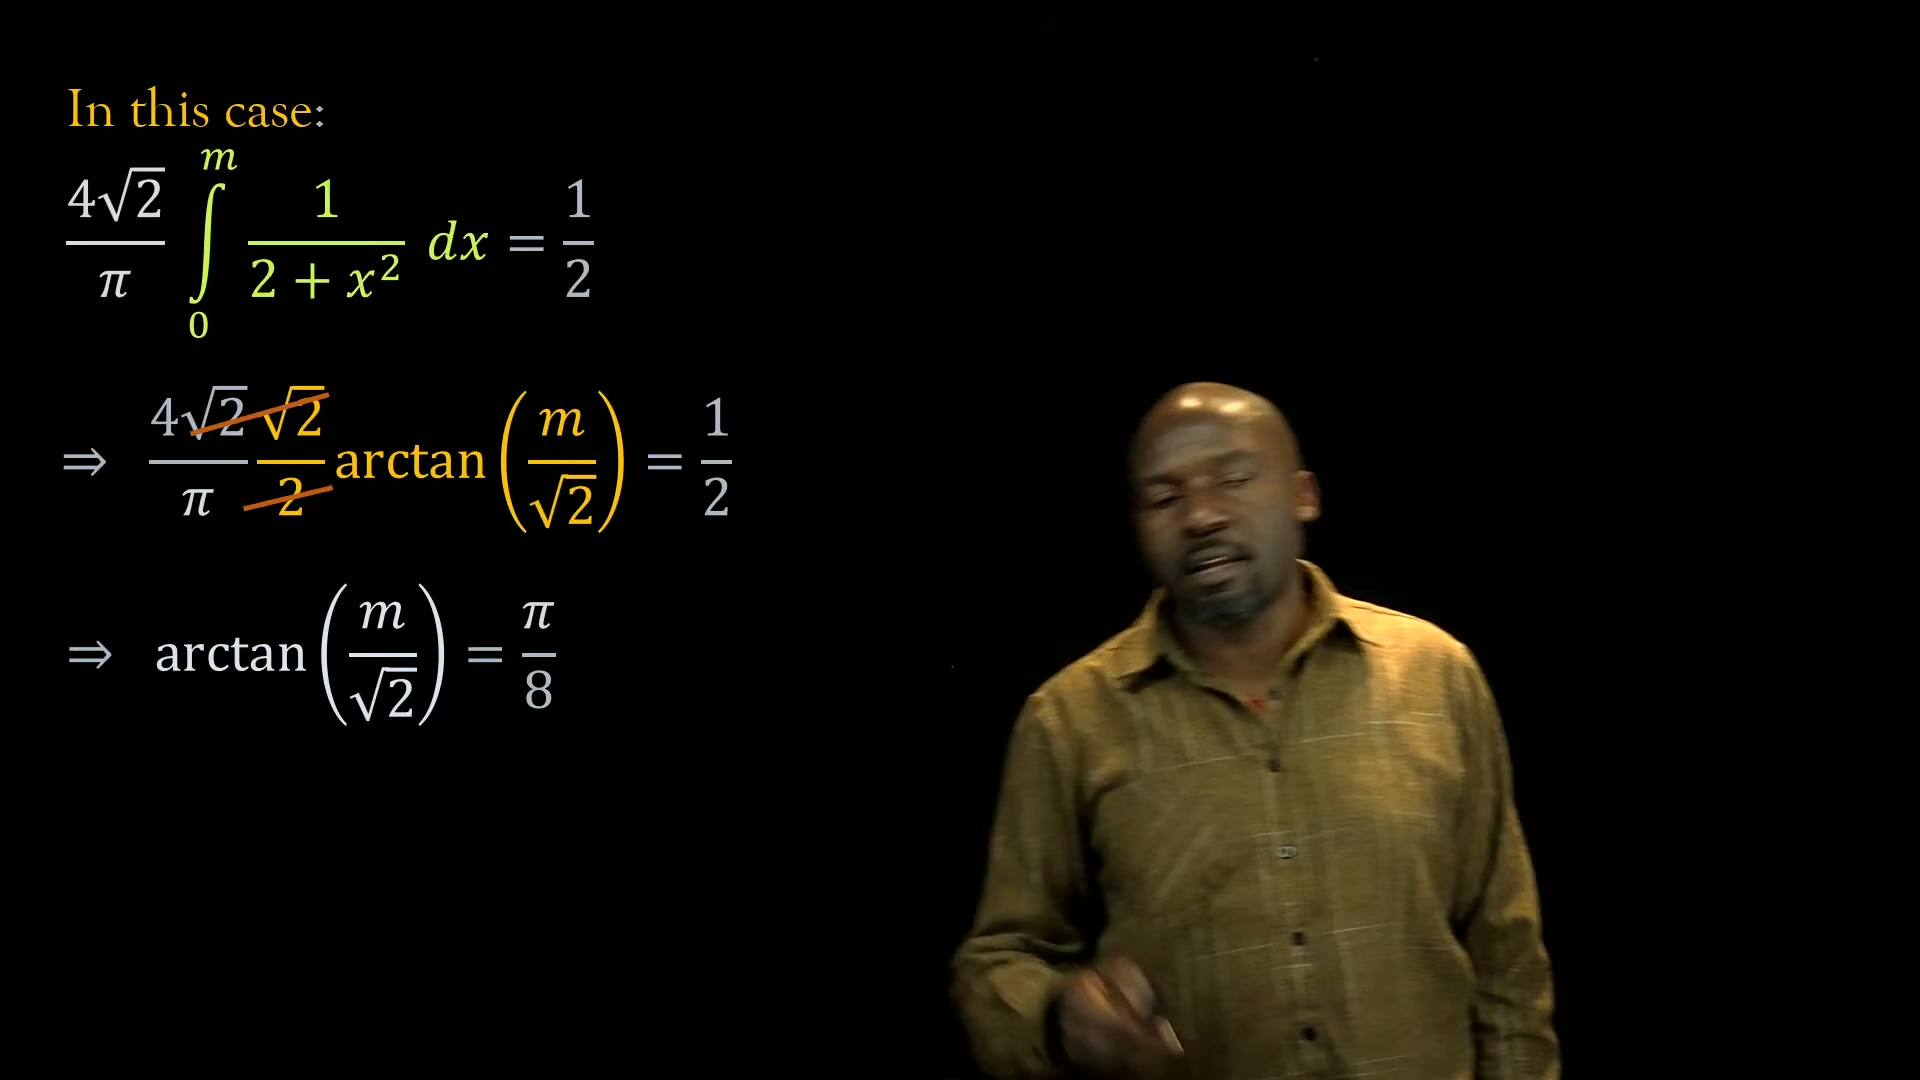 In this case:
4√2/π ∫₀ᵐ 1/(2 + x²) dx = 1/2
⇒ 4√2/π √2/2 arctan(m/√2) = 1/2
⇒ arctan(m/√2) = π/8